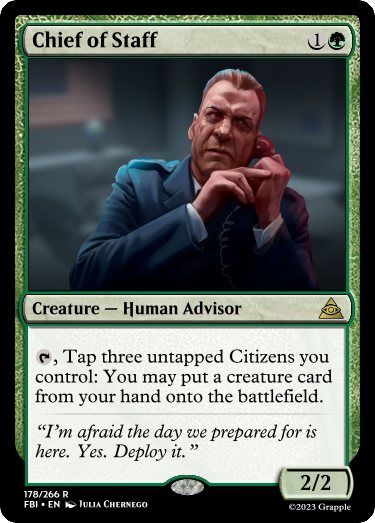 Chief of Staff 1
Creature — Human Advisor
, Tap three untapped Citizens you
control: You may put a creature card
from your hand onto the battlefield.
“I’m afraid the day we prepared for is
here. Yes. Deploy it.”
2/2
178/266 R
FBI • EN Julia Chernego
©2023 Grapple